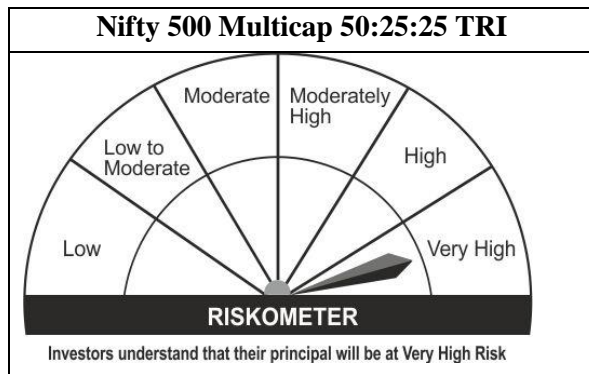 Nifty 500 Multicap 50:25:25 TRI
Moderate
Moderately
High
Low to
Moderate
High
Low
Very High
RISKOMETER
Investors understand that their principal will be at Very High Risk